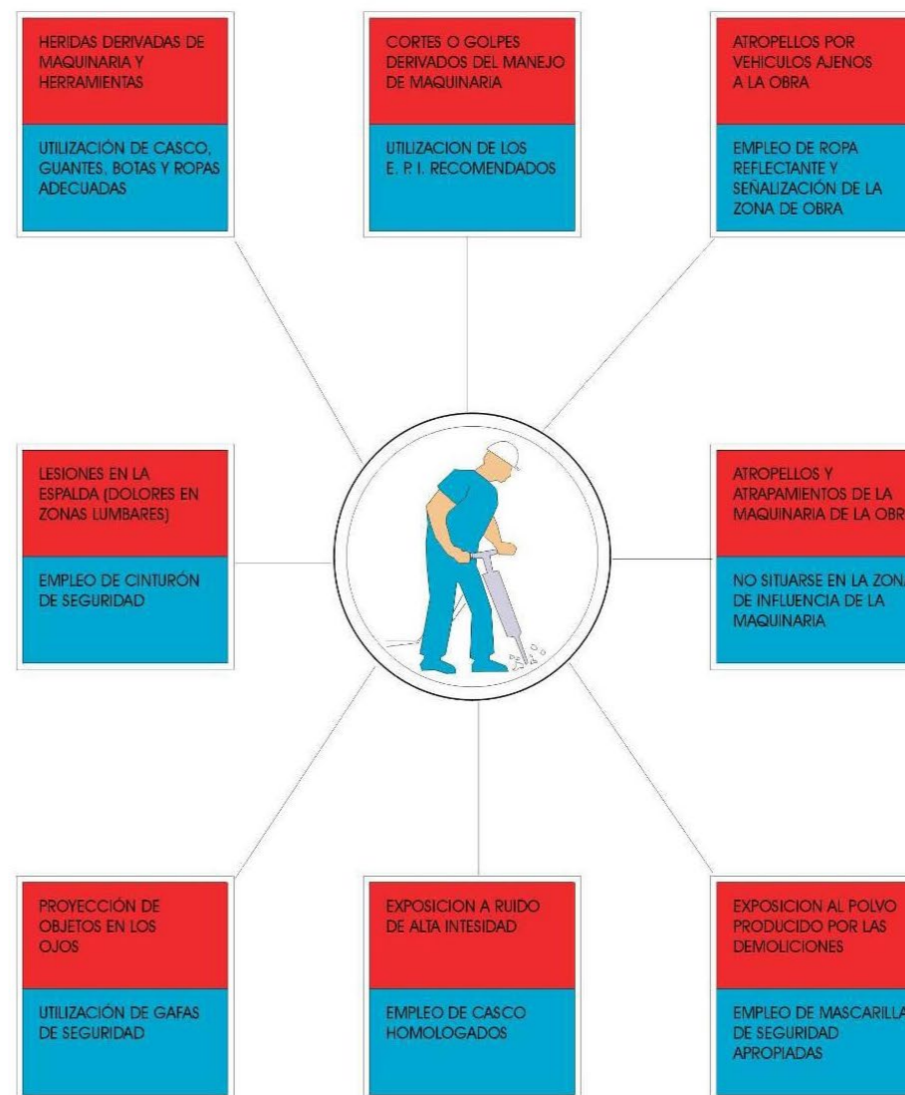 HERIDAS DERIVADAS DE
MAQUINARIA Y
HERRAMIENTAS
UTILIZACIÓN DE CASCO,
GUANTES, BOTAS Y ROPAS
ADECUADAS
CORTES O GOLPES
DERIVADOS DEL MANEJO
DE MAQUINARIA
UTILIZACION DE LOS
E. P. I. RECOMENDADOS
ATROPELLOS POR
VEHICULOS AJENOS
A LA OBRA
EMPLEO DE ROPA
REFLECTANTE Y
SEÑALIZACIÓN DE LA
ZONA DE OBRA
LESIONES EN LA
ESPALDA (DOLORES EN
ZONAS LUMBARES)
EMPLEO DE CINTURÓN
DE SEGURIDAD
ATROPELLOS Y
ATRAPAMIENTOS DE LA
MAQUINARIA DE LA OBR
NO SITUARSE EN LA ZONA
DE INFLUENCIA DE LA
MAQUINARIA
PROYECCIÓN DE
OBJETOS EN LOS
OJOS
UTILIZACIÓN DE GAFAS
DE SEGURIDAD
EXPOSICION A RUIDO
DE ALTA INTESIDAD
EMPLEO DE CASCO
HOMOLOGADOS
EXPOSICION AL POLVO
PRODUCIDO POR LAS
DEMOLICIONES
EMPLEO DE MASCARILLA
DE SEGURIDAD
APROPIADAS